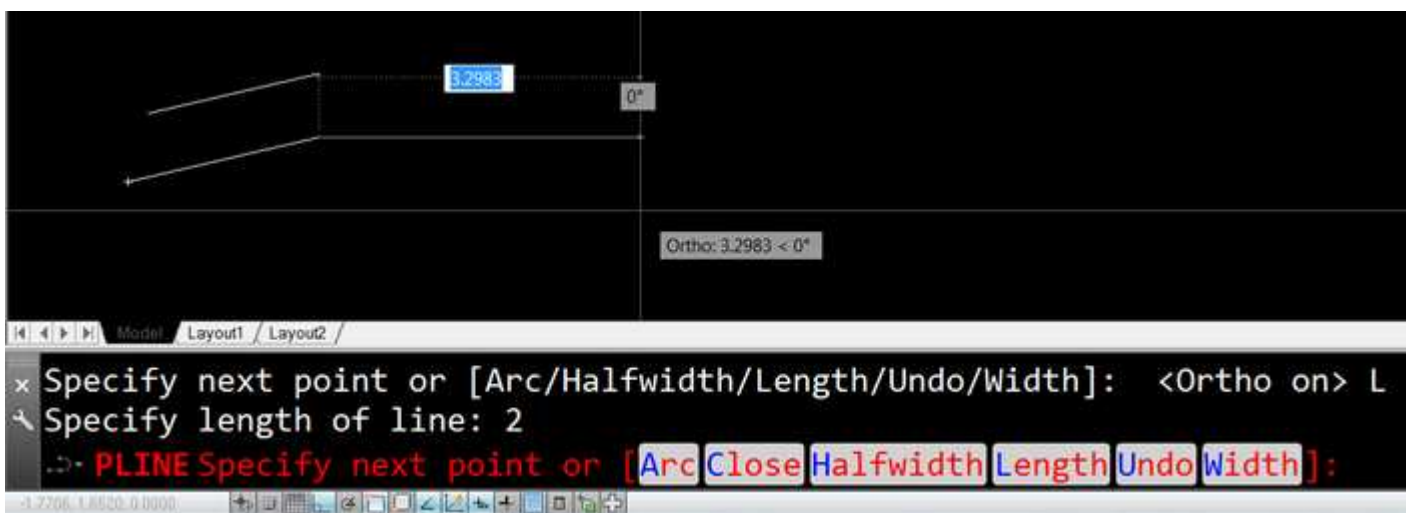 3.2983
0°
Ortho: 3.2983 < 0°
Model Layout1 Layout2
Specify next point or [Arc/Halfwidth/Length/Undo/Width]: <Ortho on> L
Specify length of line: 2
PLINE Specify next point or [Arc Close Halfwidth Length Undo Width]: